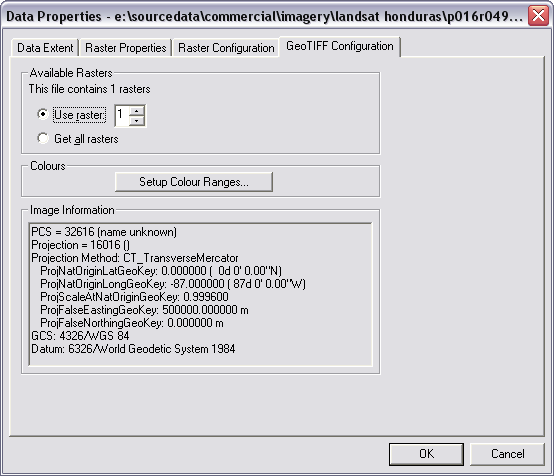 Data Properties - e:\sourcedata\commercial\imagery\landsat honduras\p016r049...
Data Extent Raster Properties Raster Configuration GeoTIFF Configuration
Available Rasters
This file contains 1 rasters
Use raster: 1
Get all rasters
Colours
Setup Colour Ranges...
Image Information
PCS = 32616 (name unknown)
Projection = 16016 ()
Projection Method: CT_TransverseMercator
ProjNatOriginLatGeoKey: 0.000000 (  0d 0' 0.00"N)
ProjNatOriginLongGeoKey: -87.000000 ( 87d 0' 0.00"W)
ProjScaleAtNatOriginGeoKey: 0.999600
ProjFalseEastingGeoKey: 500000.000000 m
ProjFalseNorthingGeoKey: 0.000000 m
GCS: 4326/WGS 84
Datum: 6326/World Geodetic System 1984
OK Cancel